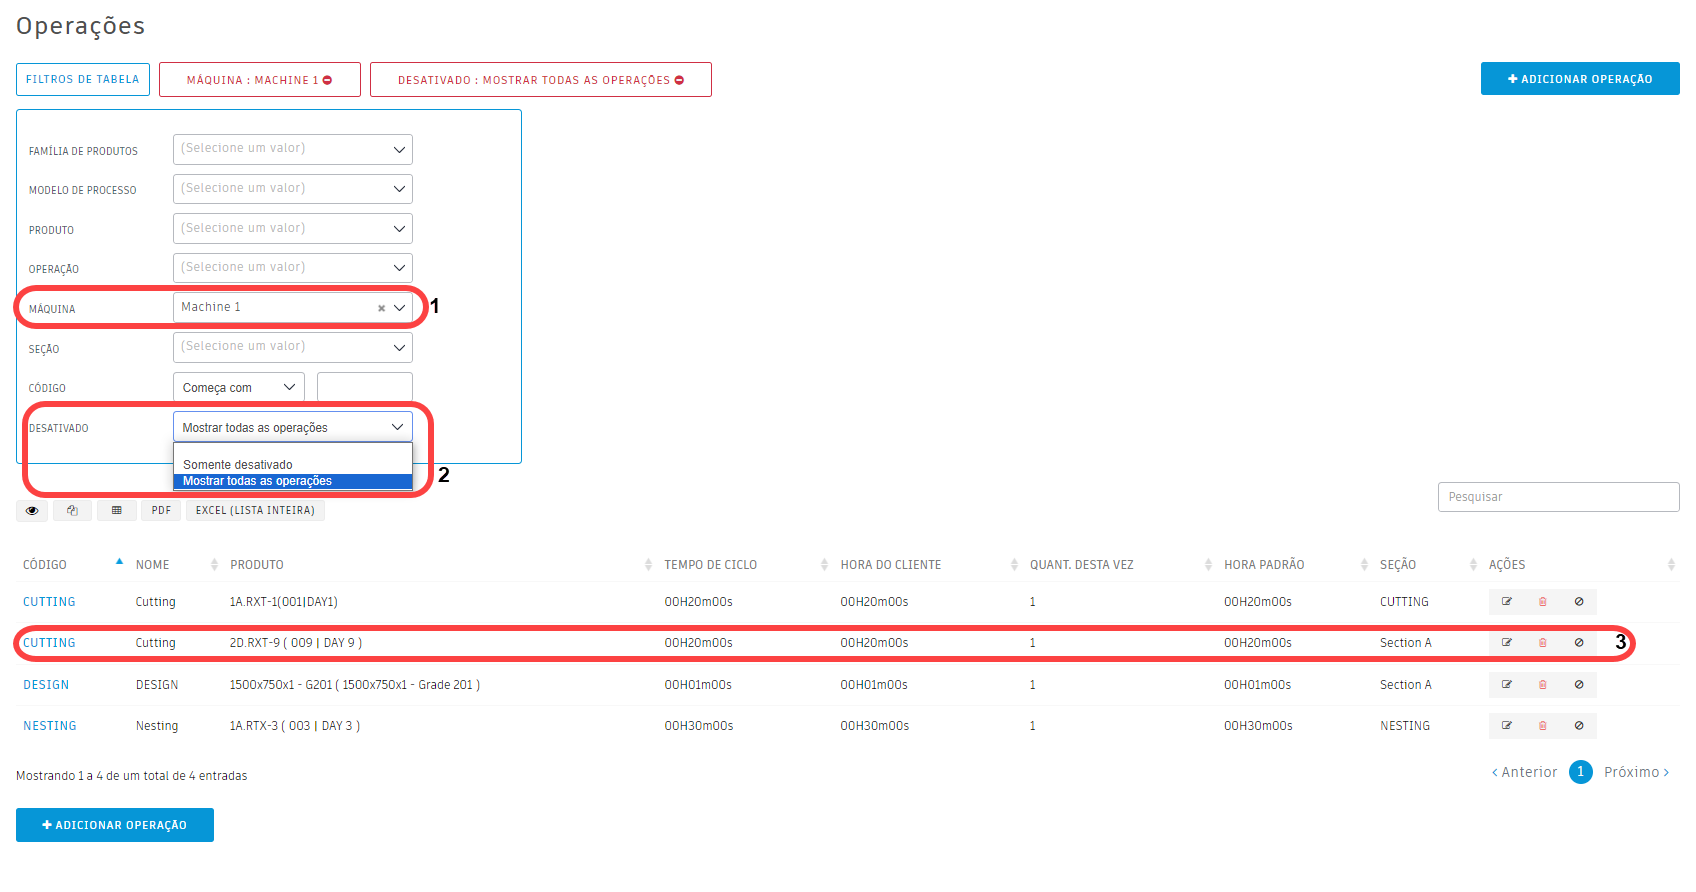 Operações
FILTROS DE TABELA
MÁQUINA : MACHINE 1
DESATIVADO : MOSTRAR TODAS AS OPERAÇÕES
ADICIONAR OPERAÇÃO
FAMÍLIA DE PRODUTOS (Selecione um valor)
MODELO DE PROCESSO (Selecione um valor)
PRODUTO (Selecione um valor)
OPERAÇÃO (Selecione um valor)
MÁQUINA Machine 1 1
SEÇÃO (Selecione um valor)
CÓDIGO Começa com
DESATIVADO Mostrar todas as operações
Somente desativado
Mostrar todas as operações
2
PDF EXCEL (LISTA INTEIRA)
Pesquisar
CÓDIGO NOME PRODUTO TEMPO DE CICLO HORA DO CLIENTE QUANT. DESTA VEZ HORA PADRÃO SEÇÃO AÇÕES
CUTTING Cutting 1A.RXT-1(001|DAY1) 00H20m00s 00H20m00s 1 00H20m00s CUTTING
CUTTING Cutting 2D.RXT-9 ( 009 | DAY 9 ) 00H20m00s 00H20m00s 1 00H20m00s Section A 3
DESIGN DESIGN 1500x750x1 - G201 ( 1500x750x1 - Grade 201 ) 00H01m00s 00H01m00s 1 00H01m00s Section A
NESTING Nesting 1A.RTX-3 ( 003 | DAY 3 ) 00H30m00s 00H30m00s 1 00H30m00s NESTING
Mostrando 1 a 4 de um total de 4 entradas
Anterior 1 Próximo
ADICIONAR OPERAÇÃO